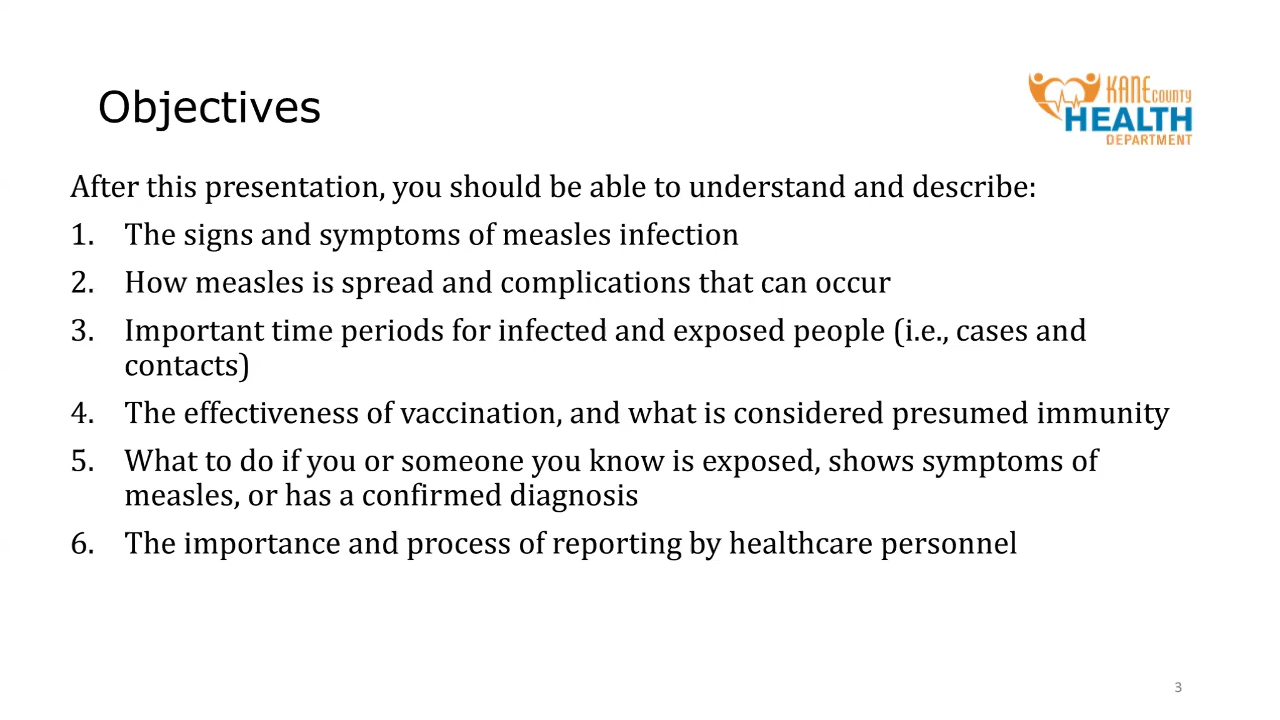 Objectives
KANE COUNTY
HEALTH
DEPARTMENT
After this presentation, you should be able to understand and describe:
1. The signs and symptoms of measles infection
2. How measles is spread and complications that can occur
3. Important time periods for infected and exposed people (i.e., cases and
contacts)
4. The effectiveness of vaccination, and what is considered presumed immunity
5. What to do if you or someone you know is exposed, shows symptoms of
measles, or has a confirmed diagnosis
6. The importance and process of reporting by healthcare personnel
3